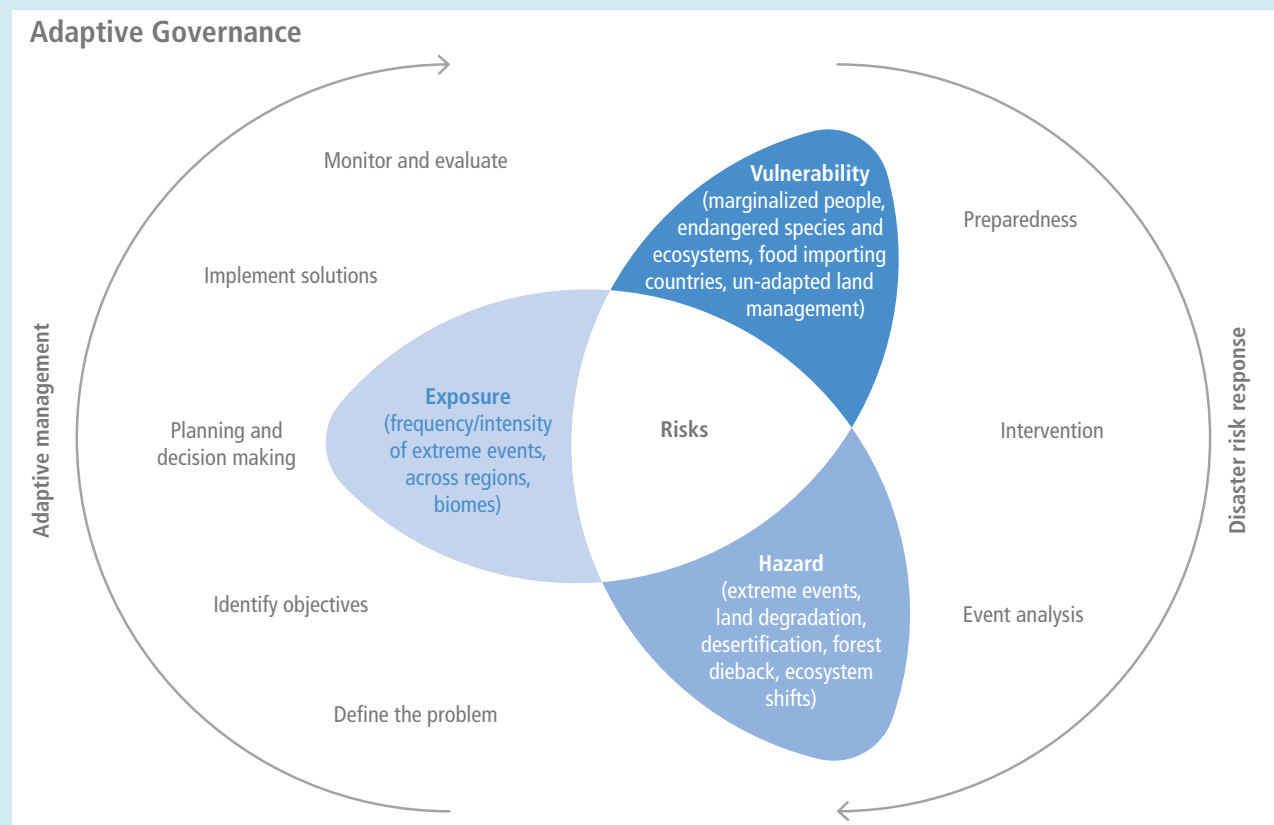 Adaptive Governance
Adaptive management
Monitor and evaluate
Implement solutions
Planning and
decision making
Identify objectives
Define the problem
Exposure
(frequency/intensity
of extreme events,
across regions,
biomes)
Risks
Vulnerability
(marginalized people,
endangered species and
ecosystems, food importing
countries, un-adapted land
management)
Hazard
(extreme events,
land degradation,
desertification, forest
dieback, ecosystem
shifts)
Preparedness
Intervention
Event analysis
Disaster risk response